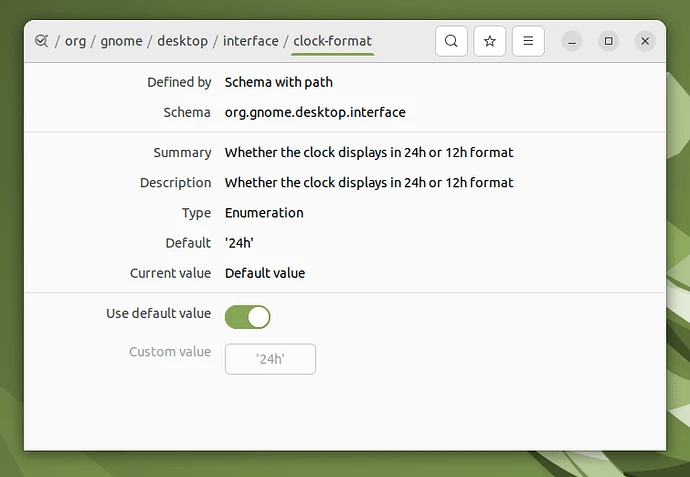 / org / gnome / desktop / interface / clock-format
Defined by Schema with path
Schema org.gnome.desktop.interface
Summary Whether the clock displays in 24h or 12h format
Description Whether the clock displays in 24h or 12h format
Type Enumeration
Default '24h'
Current value Default value
Use default value
Custom value '24h'